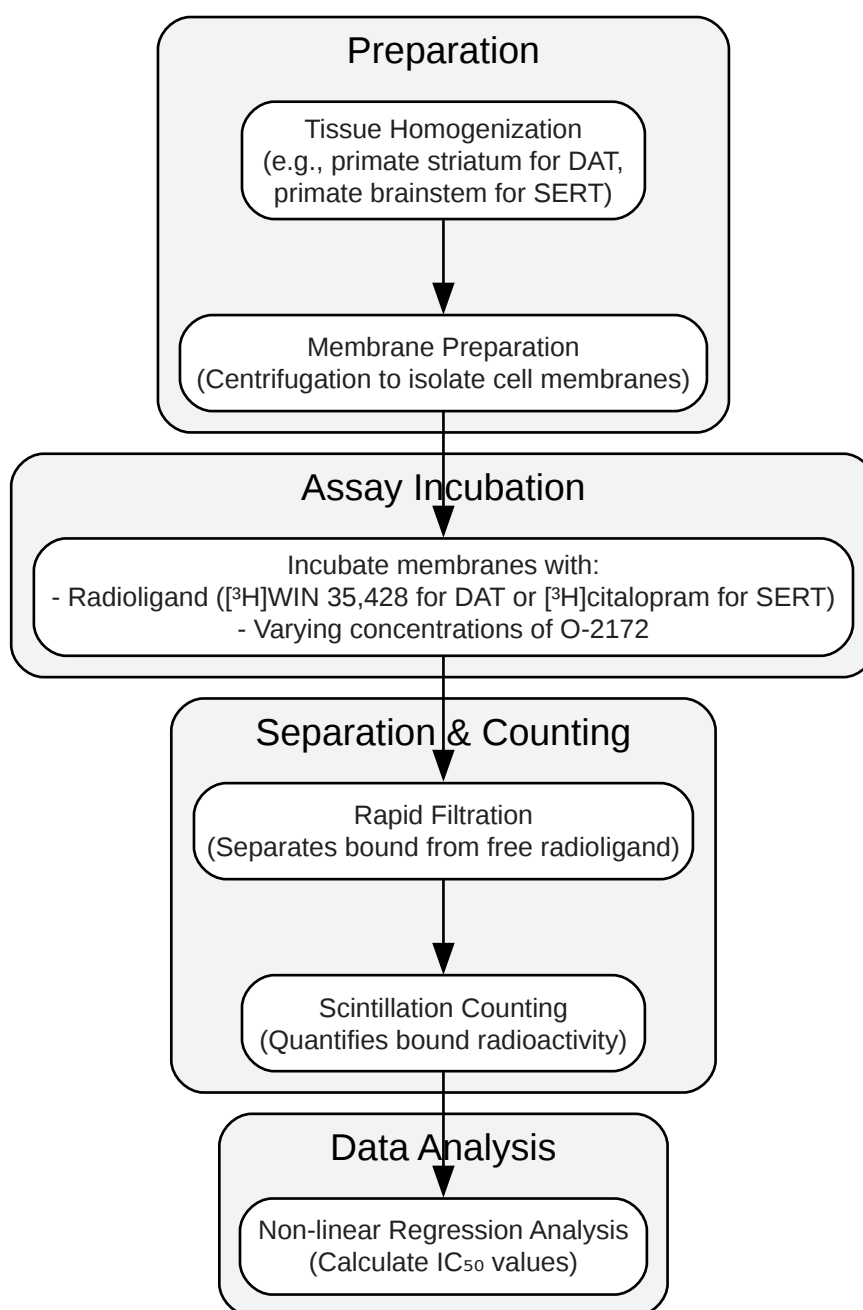 Preparation
Tissue Homogenization
(e.g., primate striatum for DAT,
primate brainstem for SERT)
Membrane Preparation
(Centrifugation to isolate cell membranes)
Assay Incubation
Incubate membranes with:
- Radioligand ([³H]WIN 35,428 for DAT or [³H]citalopram for SERT)
- Varying concentrations of O-2172
Separation & Counting
Rapid Filtration
(Separates bound from free radioligand)
Scintillation Counting
(Quantifies bound radioactivity)
Data Analysis
Non-linear Regression Analysis
(Calculate IC₅₀ values)